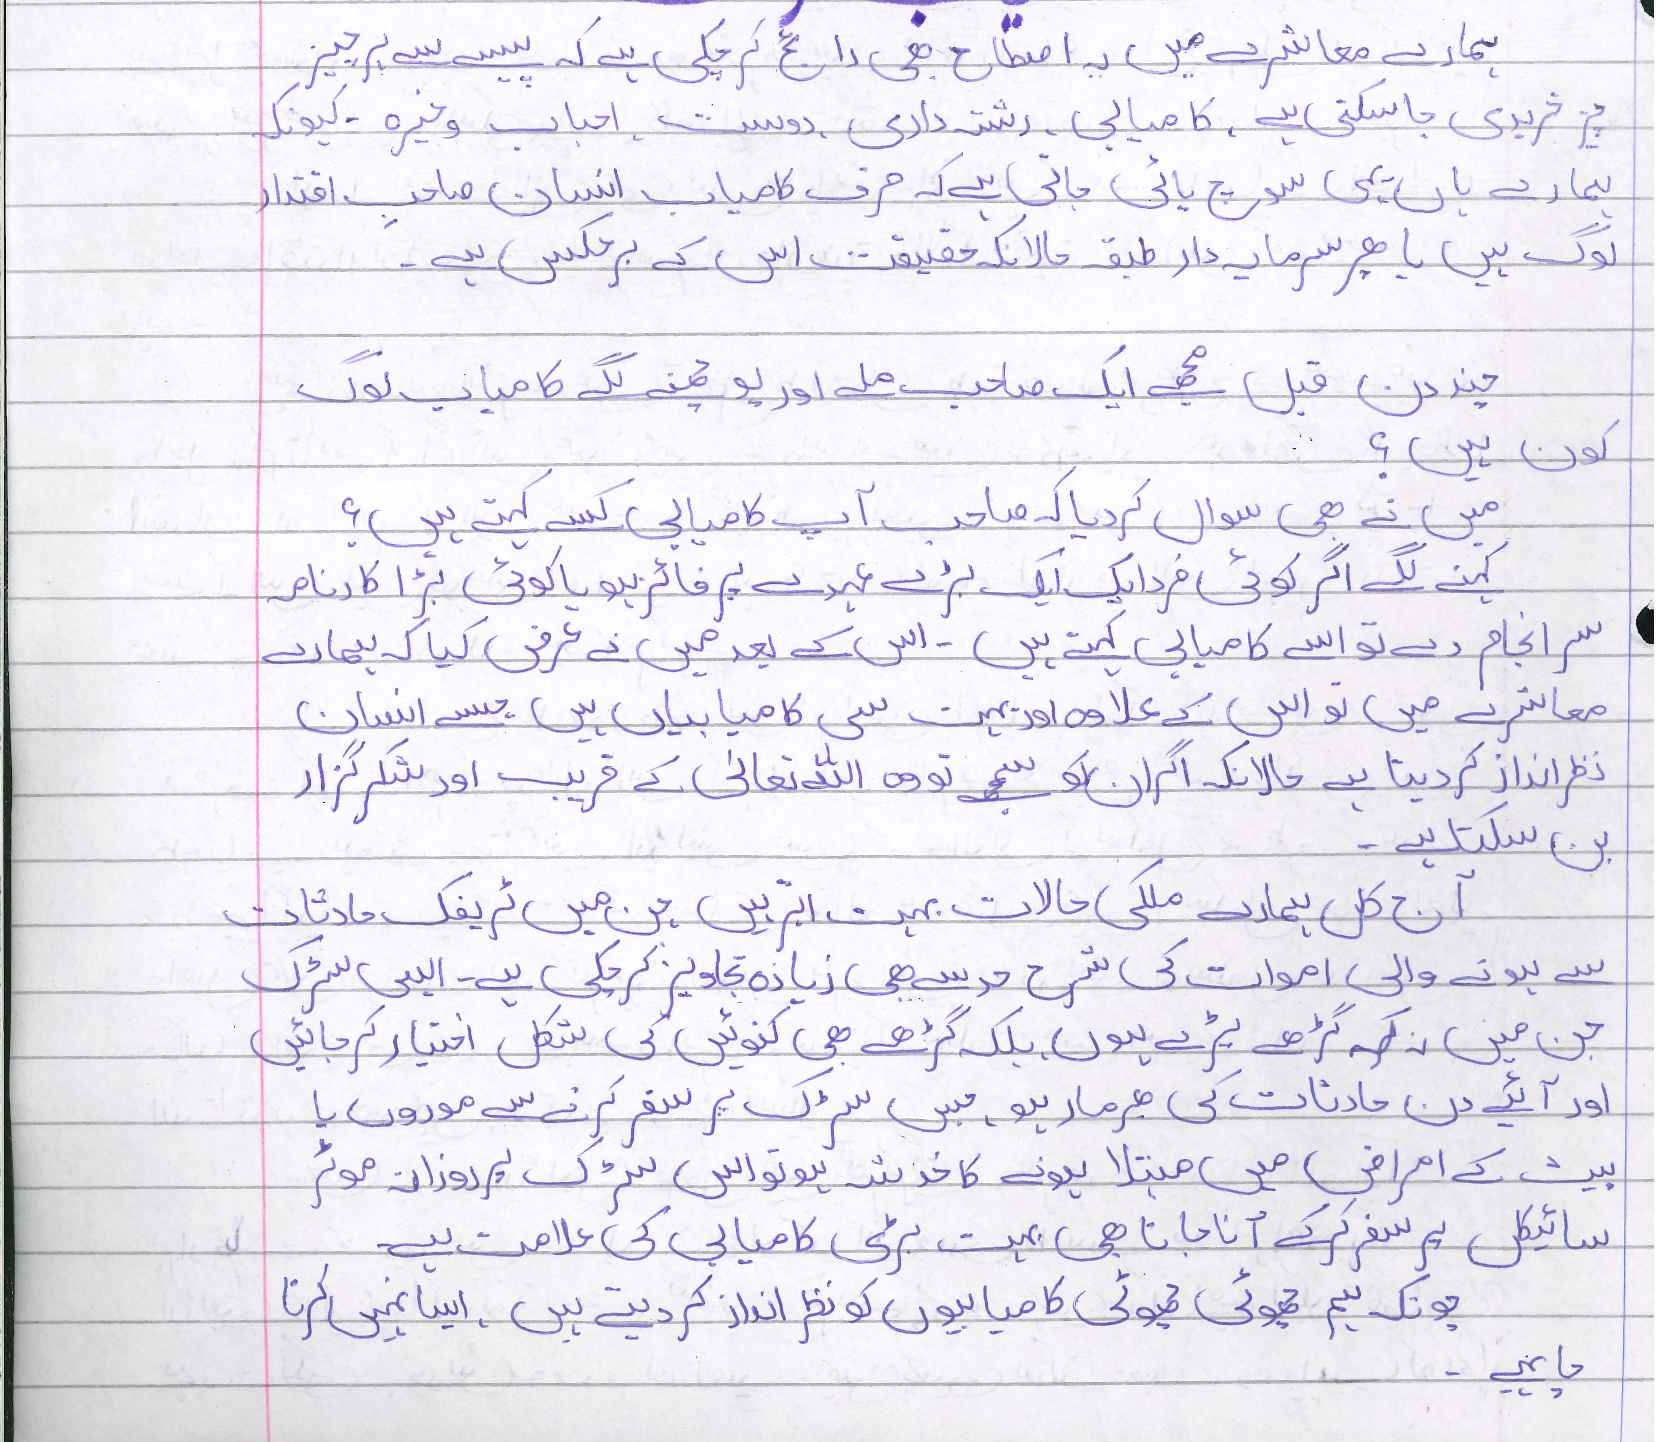 ہمارے معاشرے میں یہ اصطلاح بھی رائج کر چکی ہے کہ پیسے سے ہر چیز
چیز خریدی جا سکتی ہے ، کامیابی ، رشتہ داری ، دوست ، احباب وغیرہ ۔ کیونکہ
ہمارے ہاں یہی سوچ پائی جاتی ہے کہ صرف کامیاب انسان صاحبِ اقتدار
لوگ ہیں یا پھر سرمایہ دار طبقہ حالانکہ حقیقت اس کے برعکس ہے ۔
چند دن قبل مجھے ایک صاحب ملے اور پوچھنے لگے کامیاب لوگ
کون ہیں ؟
میں نے بھی سوال کر دیا کہ صاحب آپ کامیابی کسے کہتے ہیں ؟
کہنے لگے اگر کوئی فرد ایک ایک بڑے عہدے پر فائز ہو یا کوئی بڑا کارنامہ
سر انجام دے تو اسے کامیابی کہتے ہیں ۔ اس کے بعد میں نے عرض کیا کہ ہمارے
معاشرے میں تو اس کے علاوہ اور بہت سی کامیابیاں ہیں جسے انسان
نظر انداز کر دیتا ہے حالانکہ اگر ان کو سمجھے تو وہ اللہ تعالیٰ کے قریب اور شکر گزار
بن سکتا ہے ۔
آج کل ہمارے ملکی حالات بہت ابتر ہیں جن میں ٹریفک حادثات
سے ہونے والی اموات کی شرح حد سے بھی زیادہ تجاویز کر چکی ہے ۔ ایسی سڑک
جن میں نہ کہ گڑھے پڑے ہوں بلکہ گڑھے بھی کنوئیں کی شکل اختیار کر جائیں
اور آئے دن حادثات کی بھرمار ہو ، جس سڑک پر سفر کرنے سے موروں یا
پیٹ کے امراض میں مبتلا ہونے کا خدشہ ہو تو اس سڑک پر روزانہ موٹر
سائیکل پر سفر کر کے آنا جانا بھی بہت بڑی کامیابی کی علامت ہے
چونکہ ہم چھوٹی چھوٹی کامیابیوں کو نظر انداز کر دیتے ہیں ، ایسا نہیں کرنا
چاہیے ۔